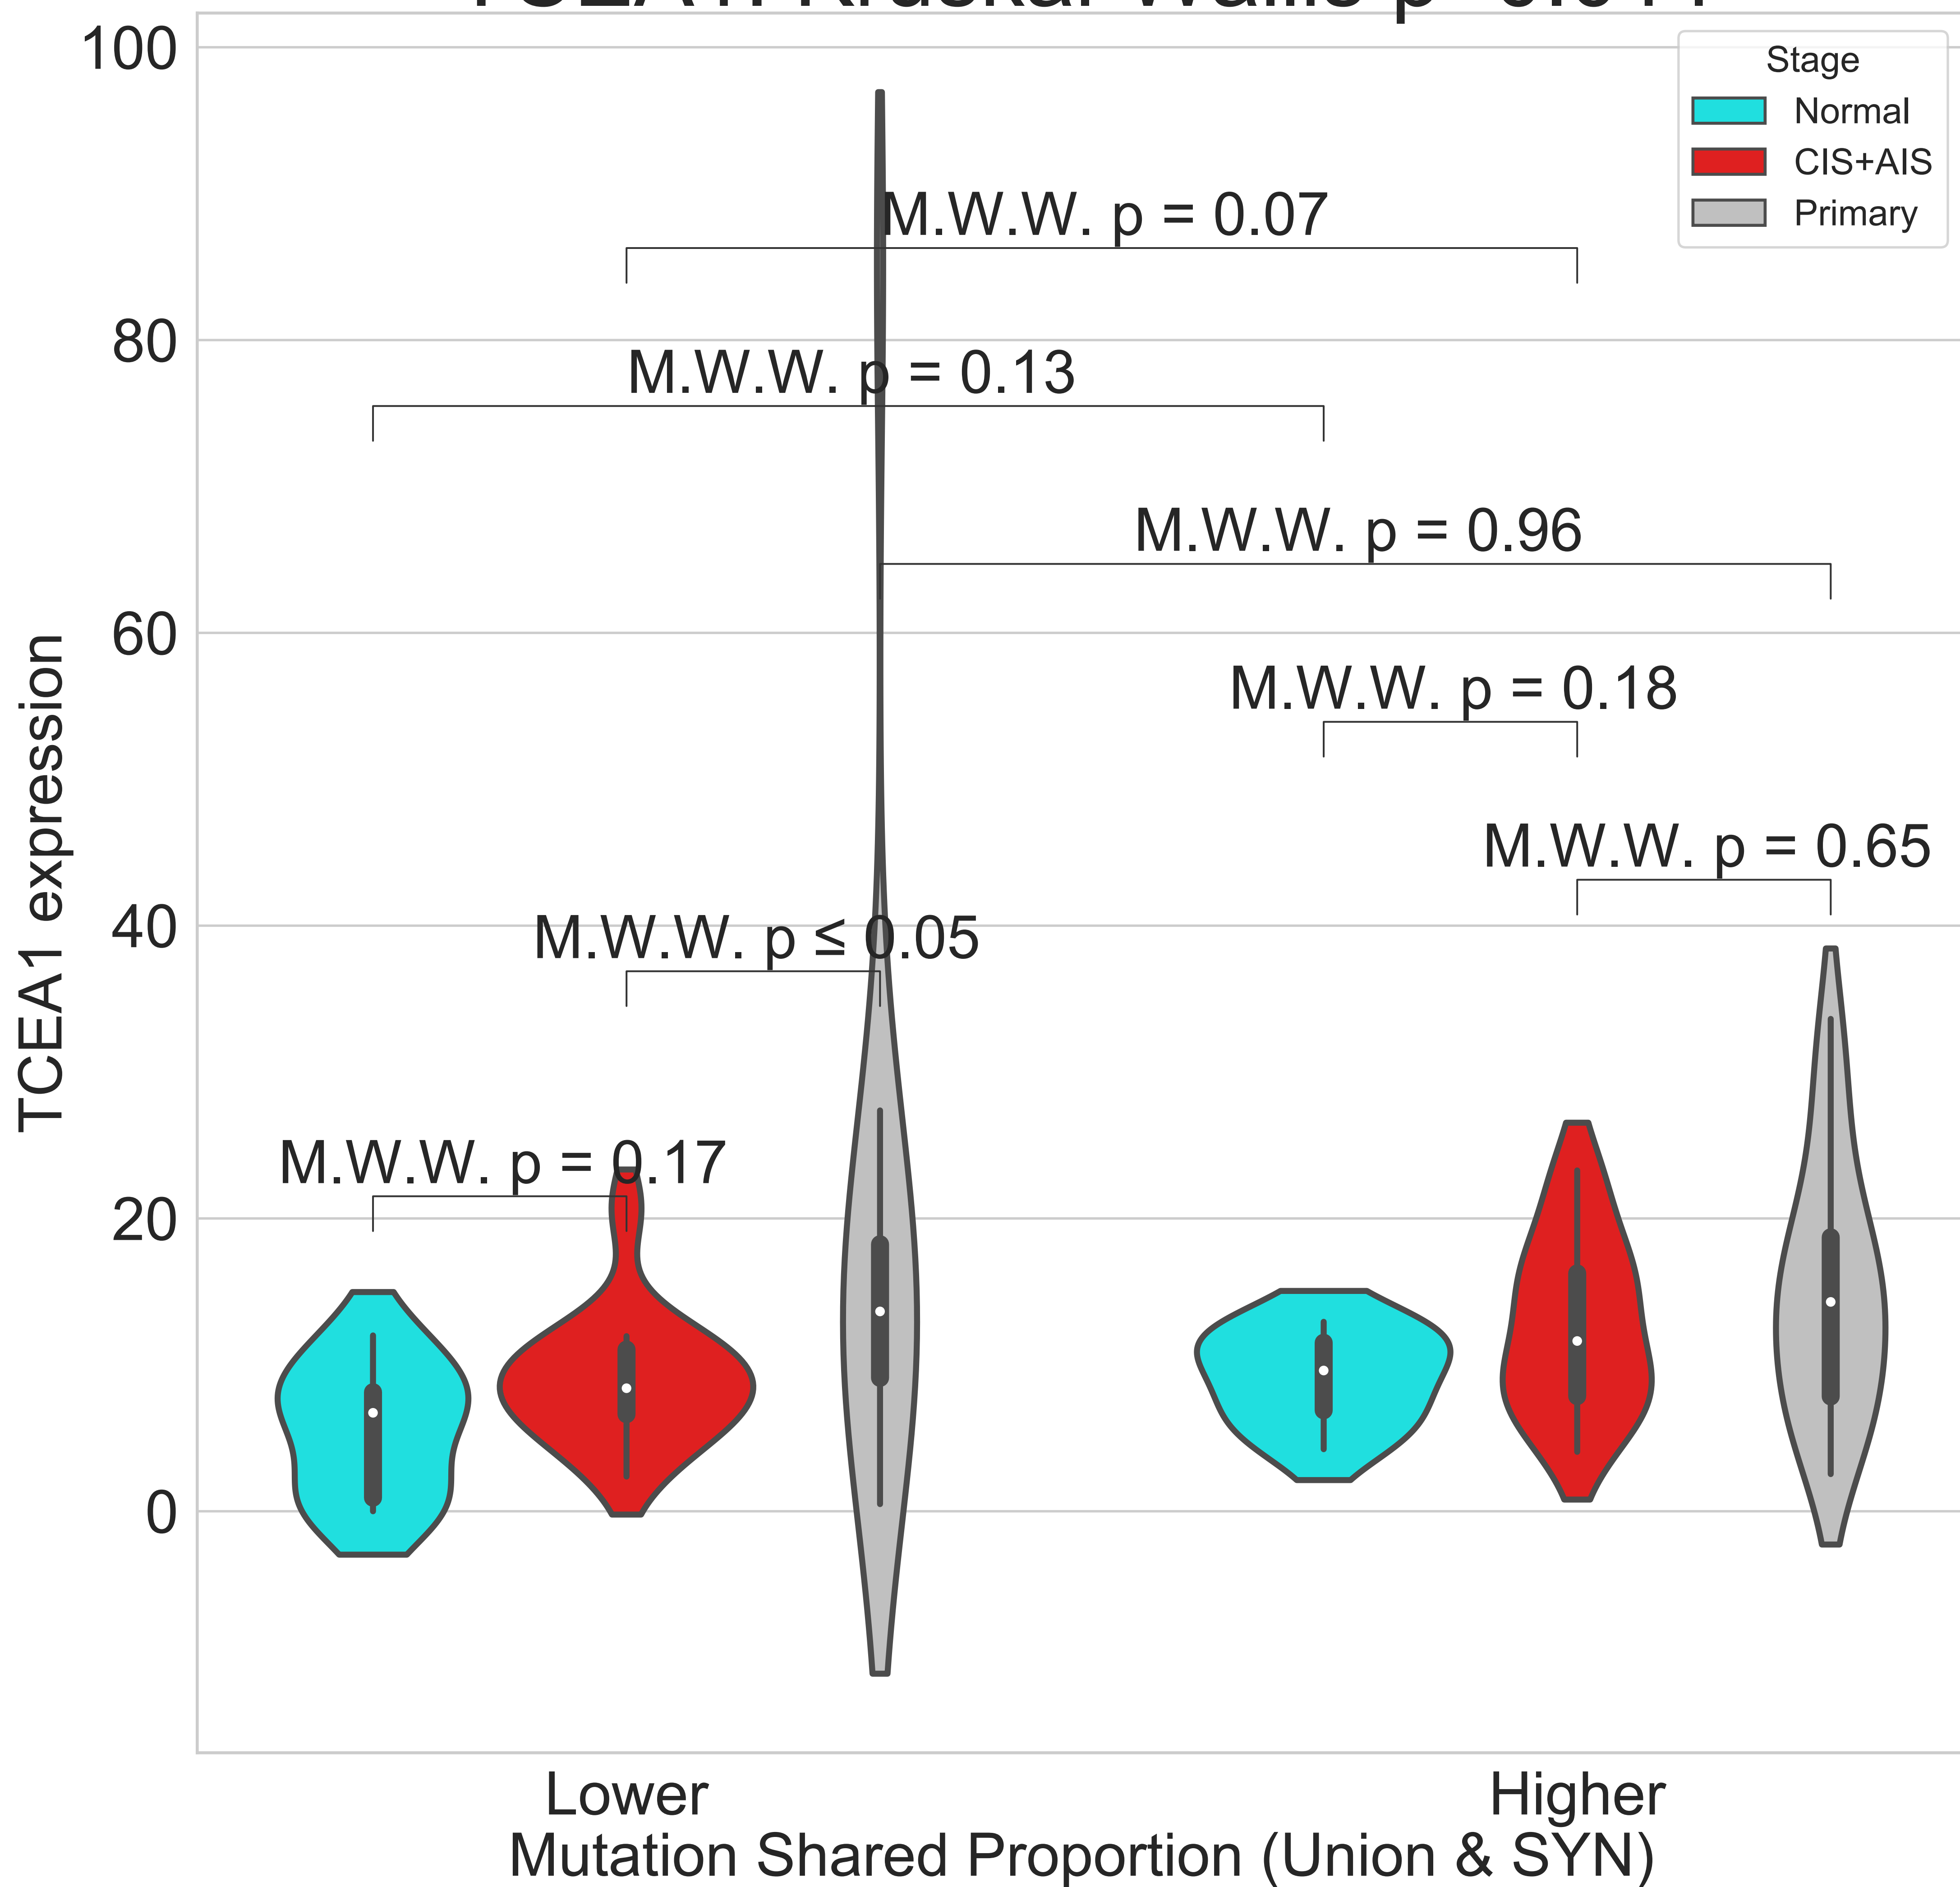 100
Stage
Normal
CIS+AIS
Primary
M.W.W. p = 0.07
80
M.W.W. p = 0.13
M.W.W. p = 0.96
60
M.W.W. p = 0.18
M.W.W. p = 0.65
40
M.W.W. p ≤ 0.05
M.W.W. p = 0.17
20
0
TCEA1 expression
Lower
Higher
Mutation Shared Proportion (Union & SYN)